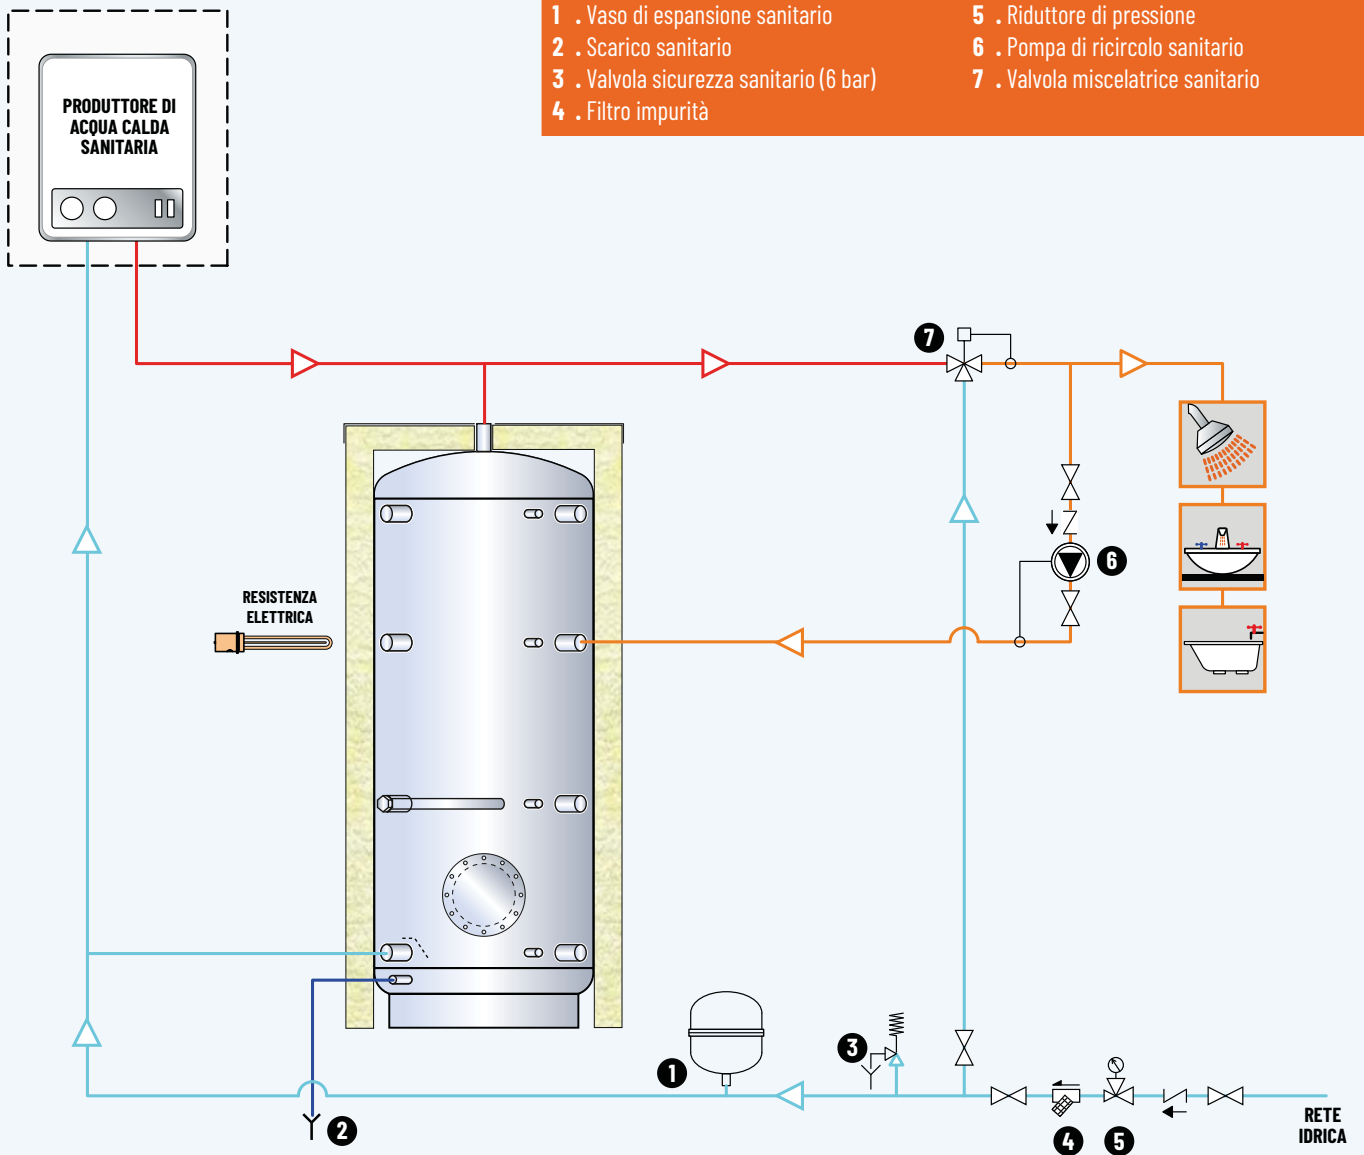 1 . Vaso di espansione sanitario
2 . Scarico sanitario
3 . Valvola sicurezza sanitario (6 bar)
4 . Filtro impurità
5 . Riduttore di pressione
6 . Pompa di ricircolo sanitario
7 . Valvola miscelatrice sanitario
PRODUTTORE DI
ACQUA CALDA
SANITARIA
7
6
RESISTENZA
ELETTRICA
3
1
2
4
5
RETE
IDRICA